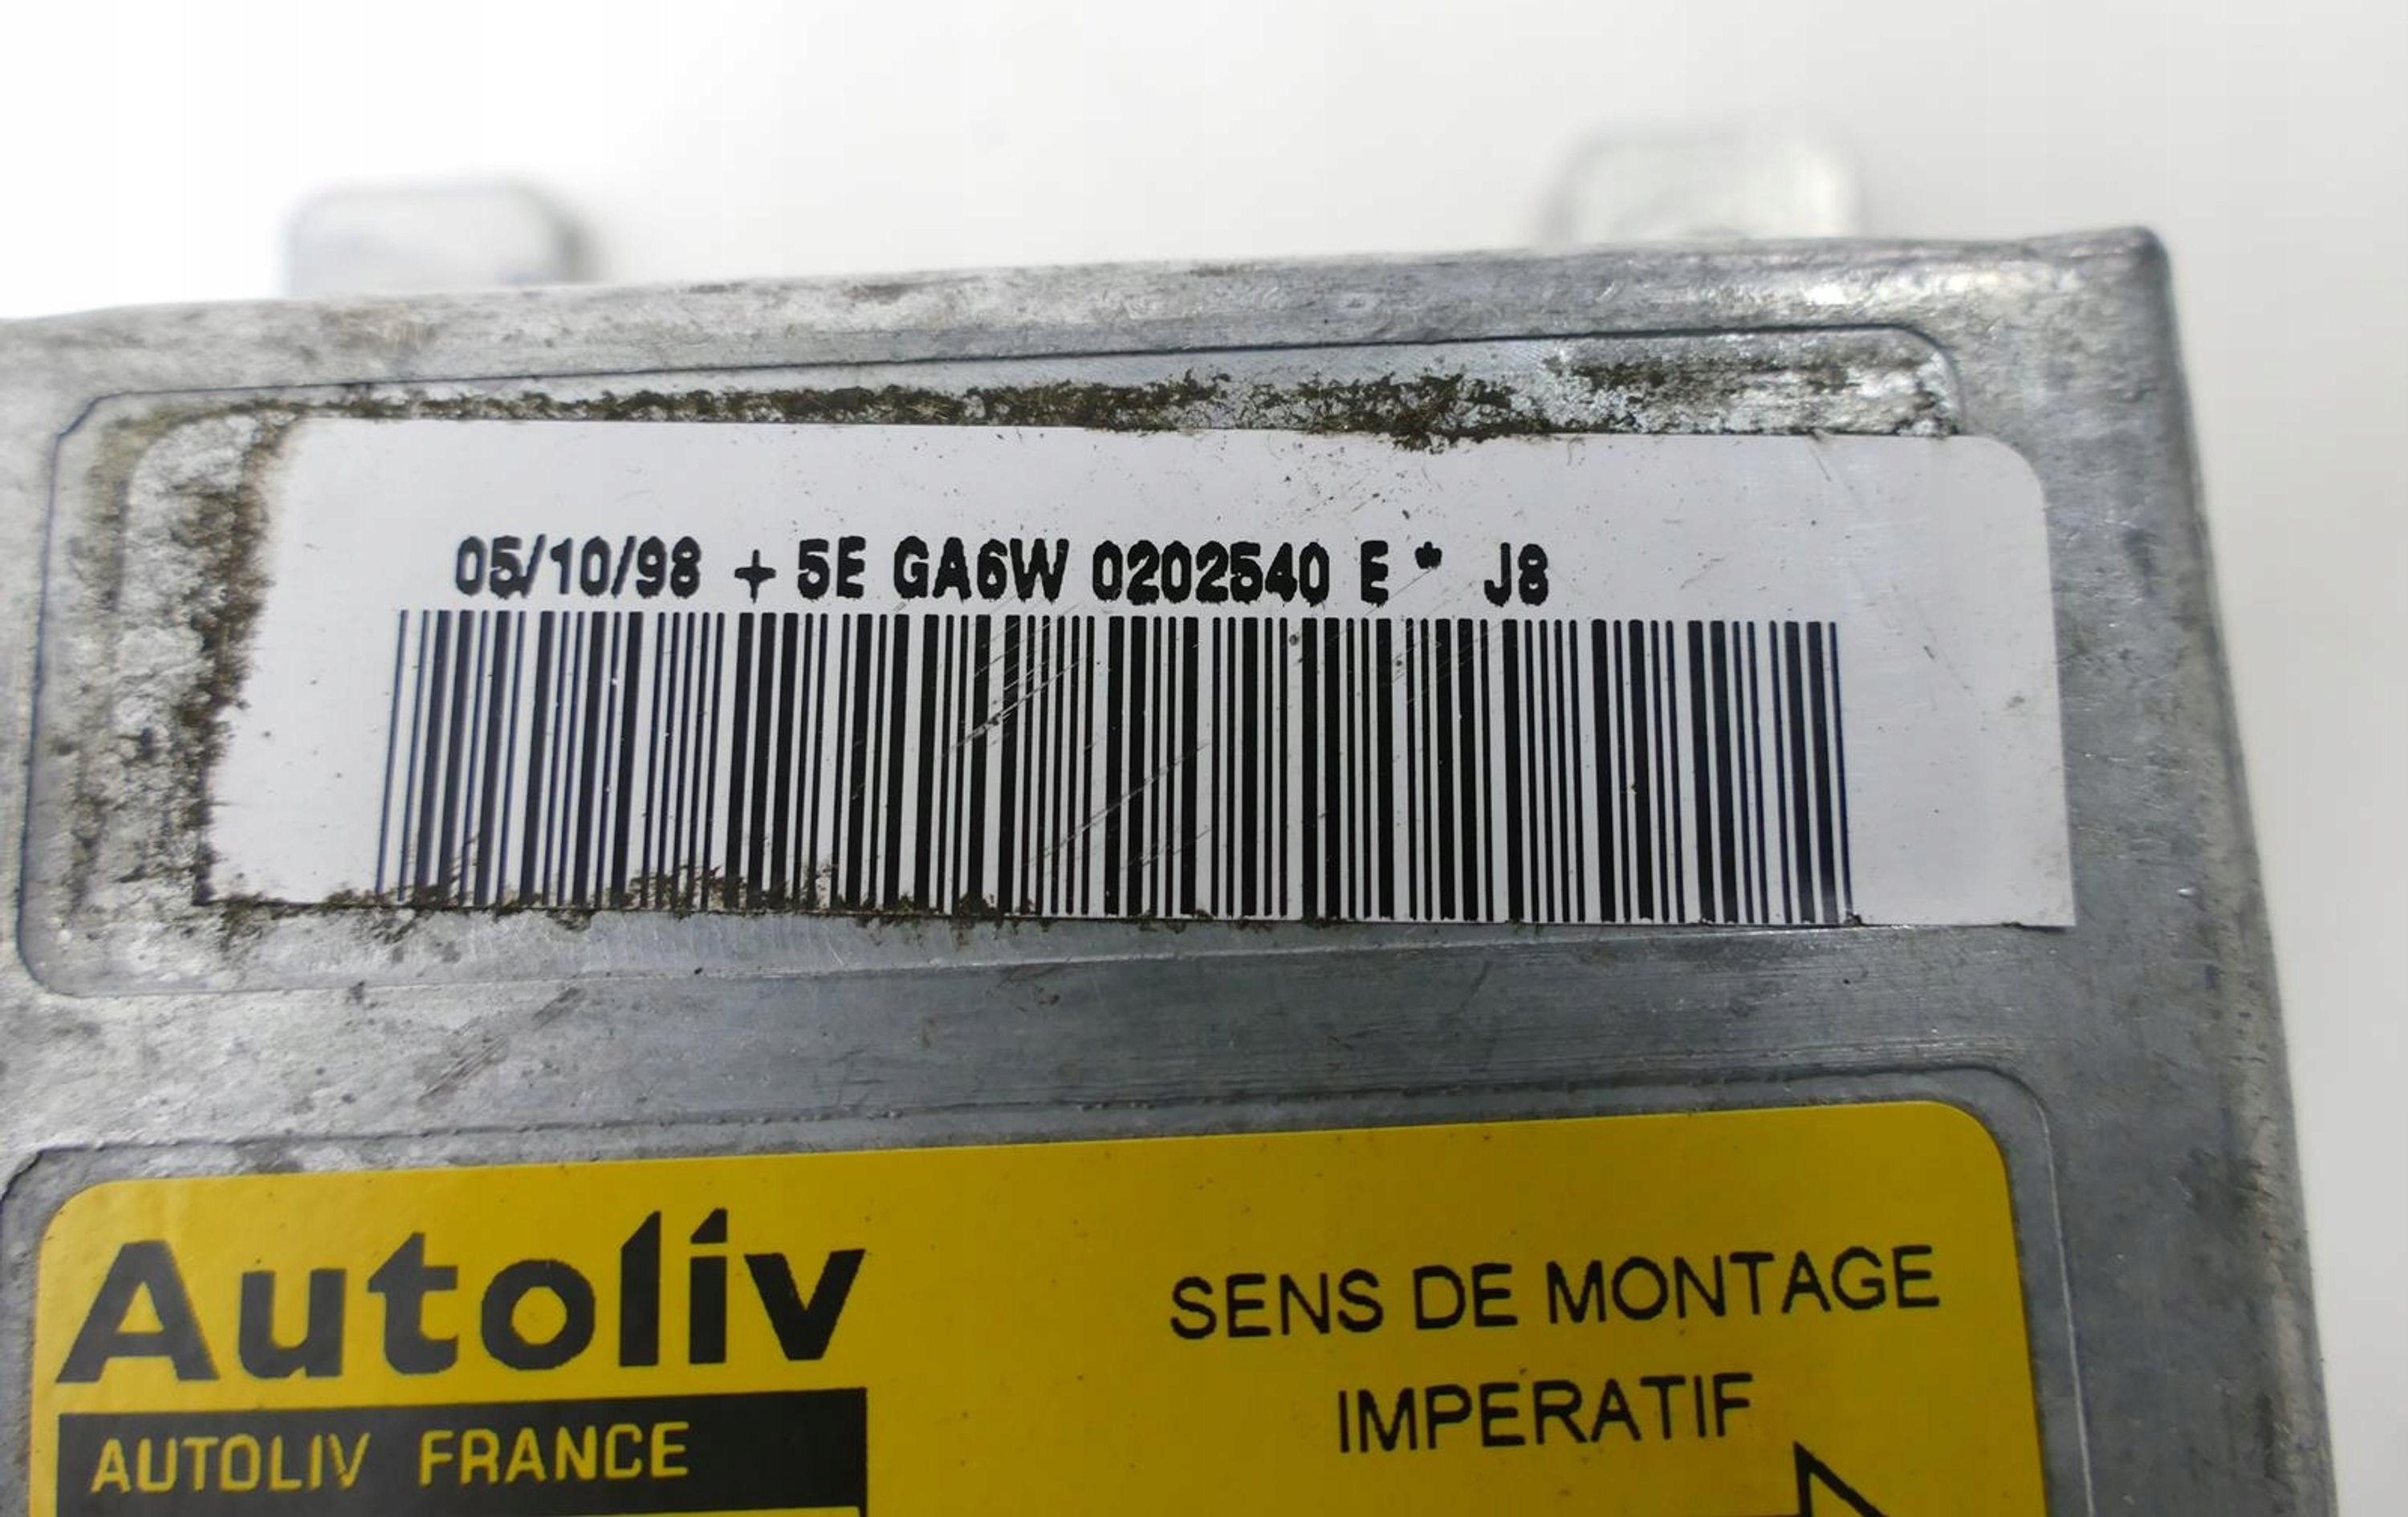 05/10/98 + 5E GA6W 0202540 E * J8
Autoliv
AUTOLIV FRANCE
SENS DE MONTAGE
IMPERATIF